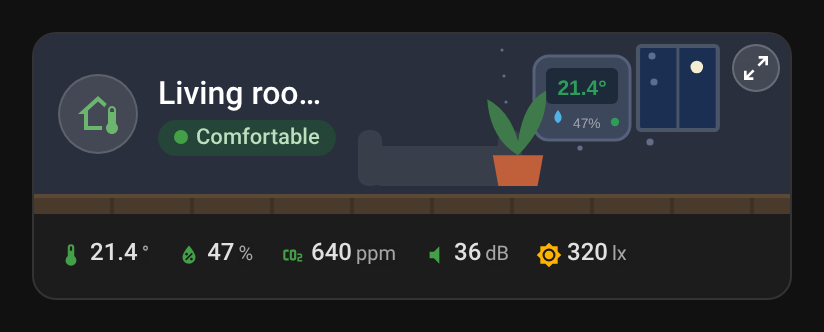 Living roo...
Comfortable
21.4°
47%
21.4 °
47 %
CO₂ 640 ppm
36 dB
320 lx